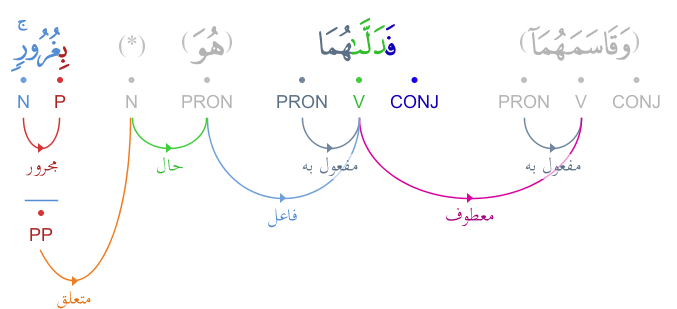 (وَقَاسَمَهُمَآ) فَدَلَّىٰهُمَا (هُوَ) (*) بِغُرُورٍۢ ۚ
CONJ V PRON CONJ V PRON PRON N P N
مفعول به مفعول به حال مجرور
معطوف فاعل
PP
متعلق